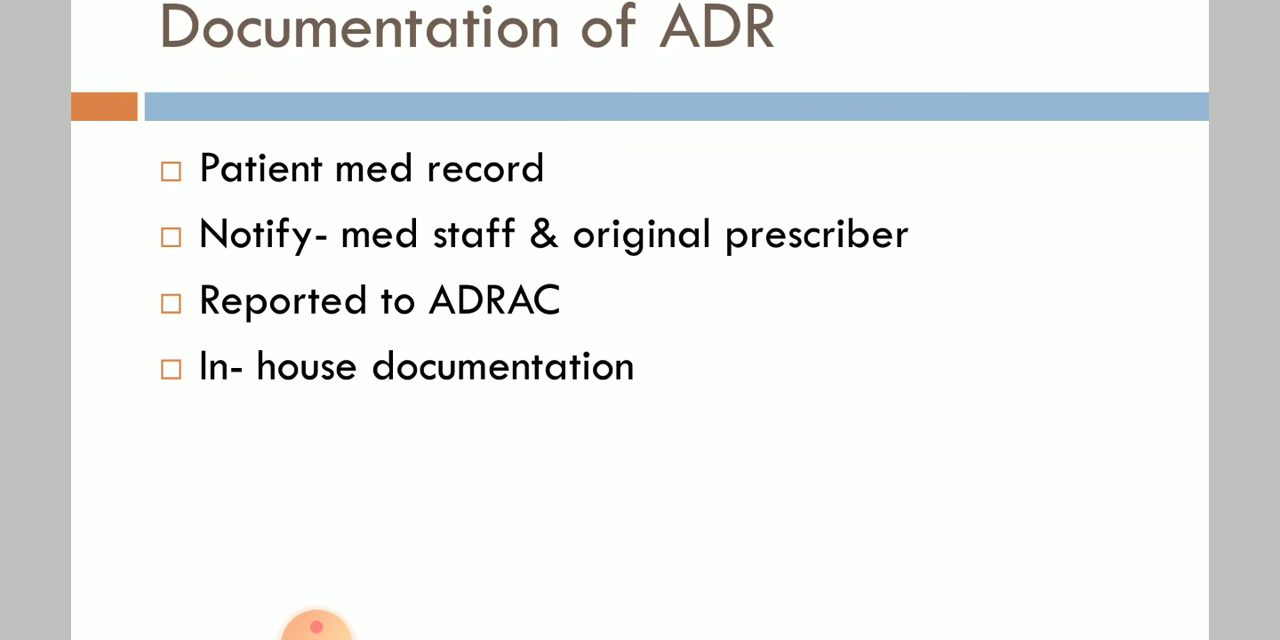 Documentation of ADR
Patient med record
Notify- med staff & original prescriber
Reported to ADRAC
In- house documentation